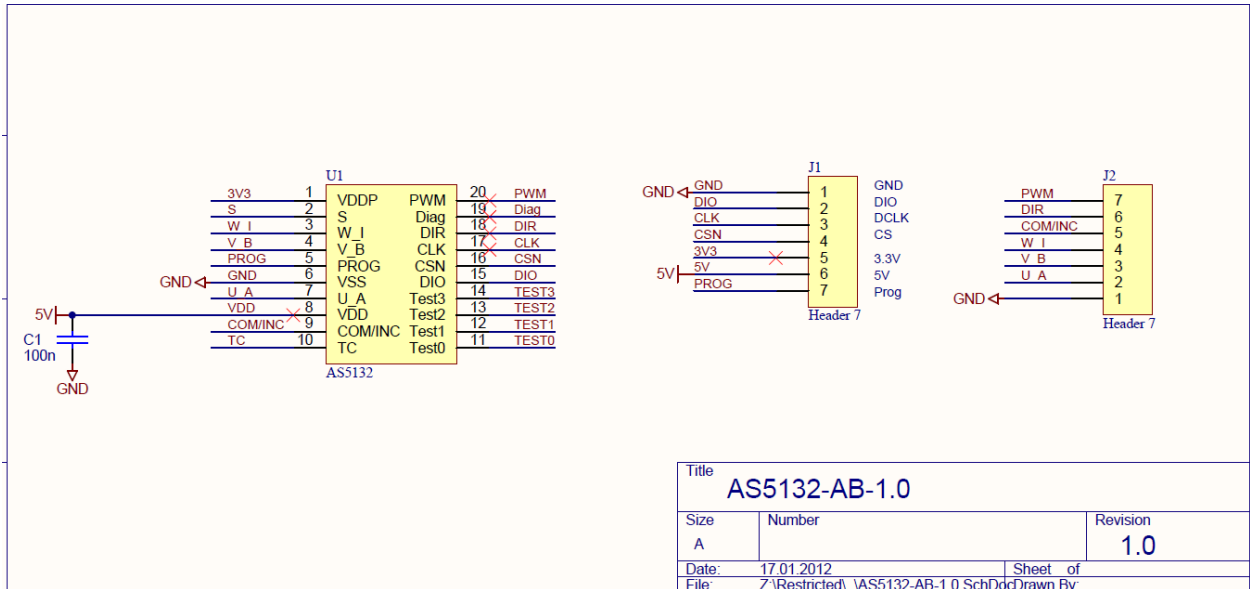 U1
3V3 1 VDDP PWM 20 PWM
S 2 S Diag 19 Diag
W_I 3 W_I DIR 18 DIR
V_B 4 V_B CLK 17 CLK
PROG 5 PROG CSN 16 CSN
GND GND 6 VSS DIO 15 DIO
U_A 7 U_A Test3 14 TEST3
5V VDD 8 VDD Test2 13 TEST2
COM/INC 9 COM/INC Test1 12 TEST1
TC 10 TC Test0 11 TEST0
AS5132
C1
100n
GND
J1
GND GND 1 GND
DIO 2 DIO
CLK 3 DCLK
CSN 4 CS
3V3 5 3.3V
5V 5V 6 5V
PROG 7 Prog
Header 7
J2
PWM 7
DIR 6
COM/INC 5
W_I 4
V_B 3
U_A 2
GND 1
Header 7
Title
AS5132-AB-1.0
Size Number Revision
A 1.0
Date: 17.01.2012 Sheet of
File: Z:\Restricted\..\AS5132-AB-1.0.SchDoc Drawn By: